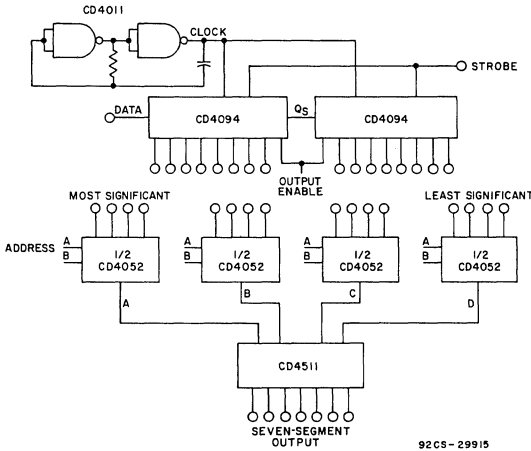 CD4011
CLOCK
STROBE
DATA
CD4094
QS
CD4094
OUTPUT
ENABLE
MOST SIGNIFICANT
LEAST SIGNIFICANT
ADDRESS
A
B
1/2
CD4052
A
B
1/2
CD4052
A
B
1/2
CD4052
A
B
1/2
CD4052
A
B
C
D
CD4511
SEVEN-SEGMENT
OUTPUT
92CS-29915